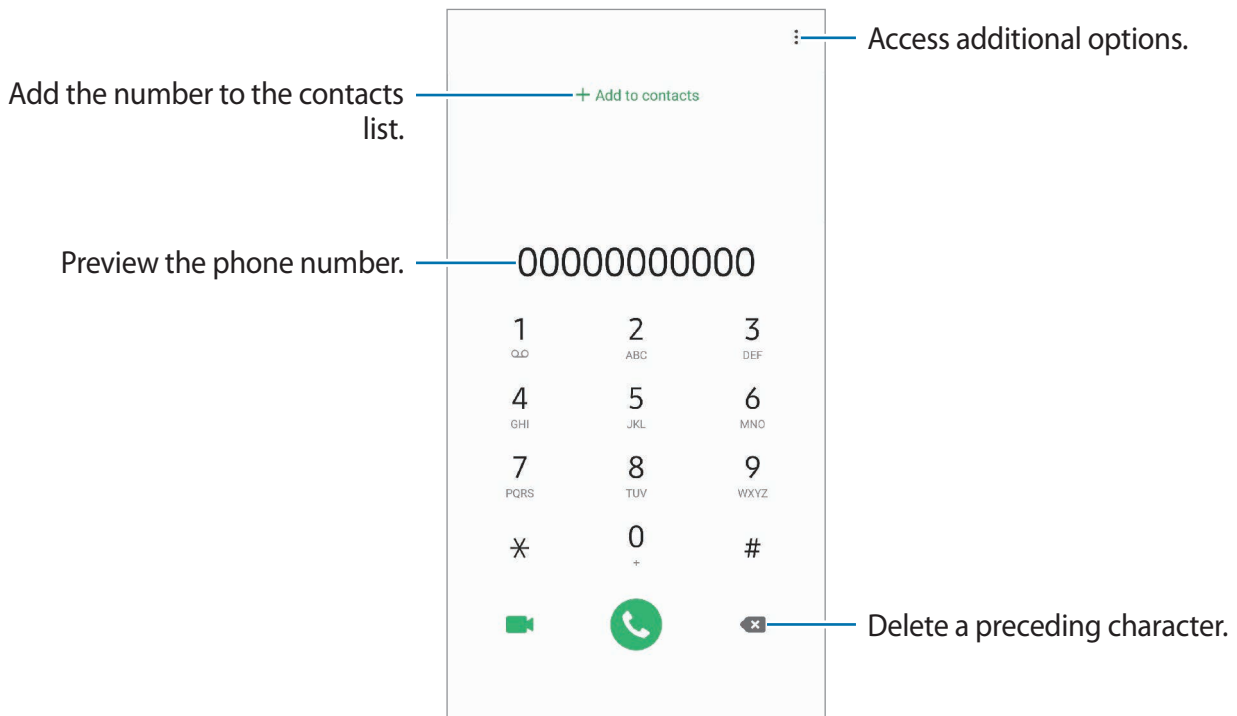 Access additional options.
Add the number to the contacts
list.
+ Add to contacts
Preview the phone number.
00000000000
1 2 3
ABC DEF
4 5 6
GHI JKL MNO
7 8 9
PQRS TUV WXYZ
* 0 #
+
Delete a preceding character.